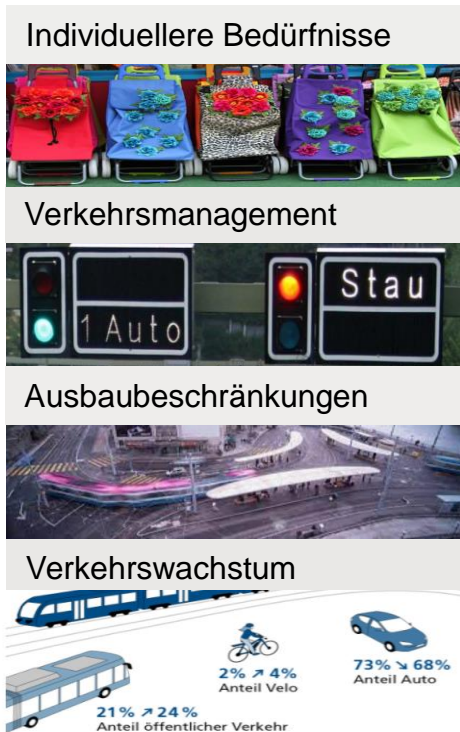 Individuellere Bedürfnisse
Verkehrsmanagement
1 Auto
Stau
Ausbaubeschränkungen
Verkehrswachstum
2% ↗ 4%
Anteil Velo
73% ↘ 68%
Anteil Auto
21% ↗ 24%
Anteil öffentlicher Verkehr